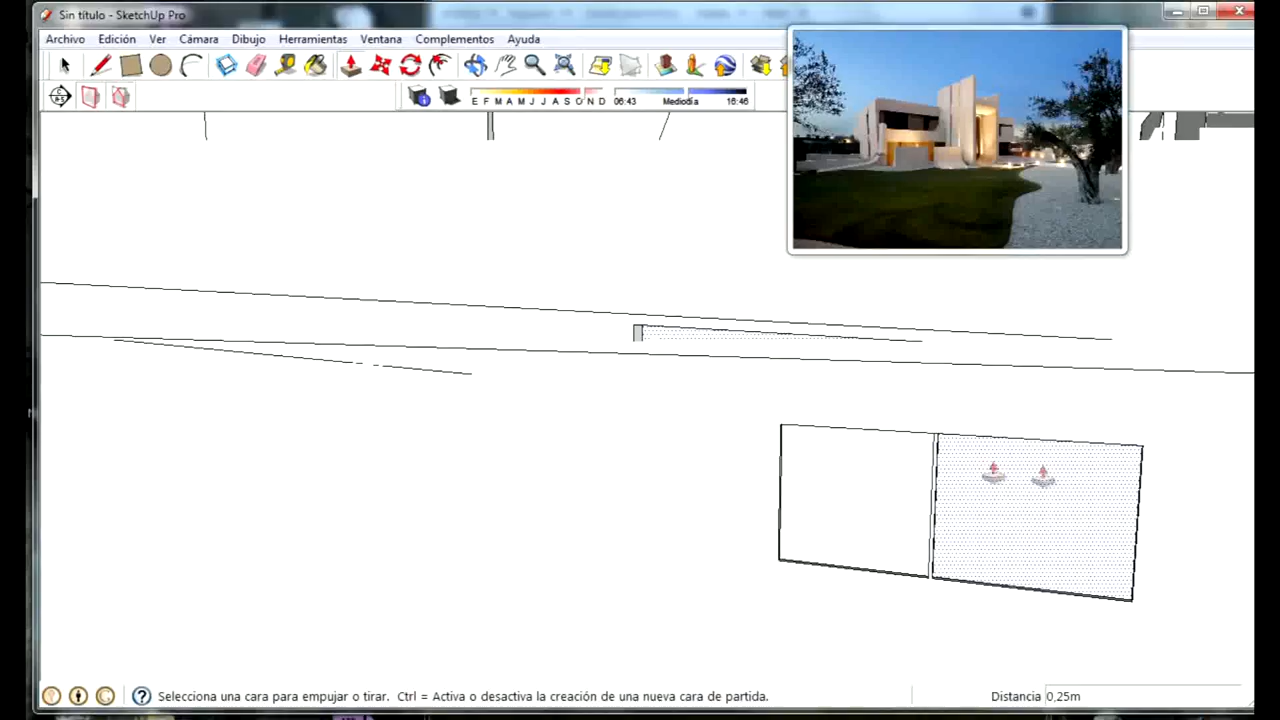 Sin título - SketchUp Pro
Archivo Edición Ver Cámara Dibujo Herramientas Ventana Complementos Ayuda
E F M A M J J A S O N D 06:43 Mediodía 16:46
Selecciona una cara para empujar o tirar. Ctrl = Activa o desactiva la creación de una nueva cara de partida. Distancia 0,25m